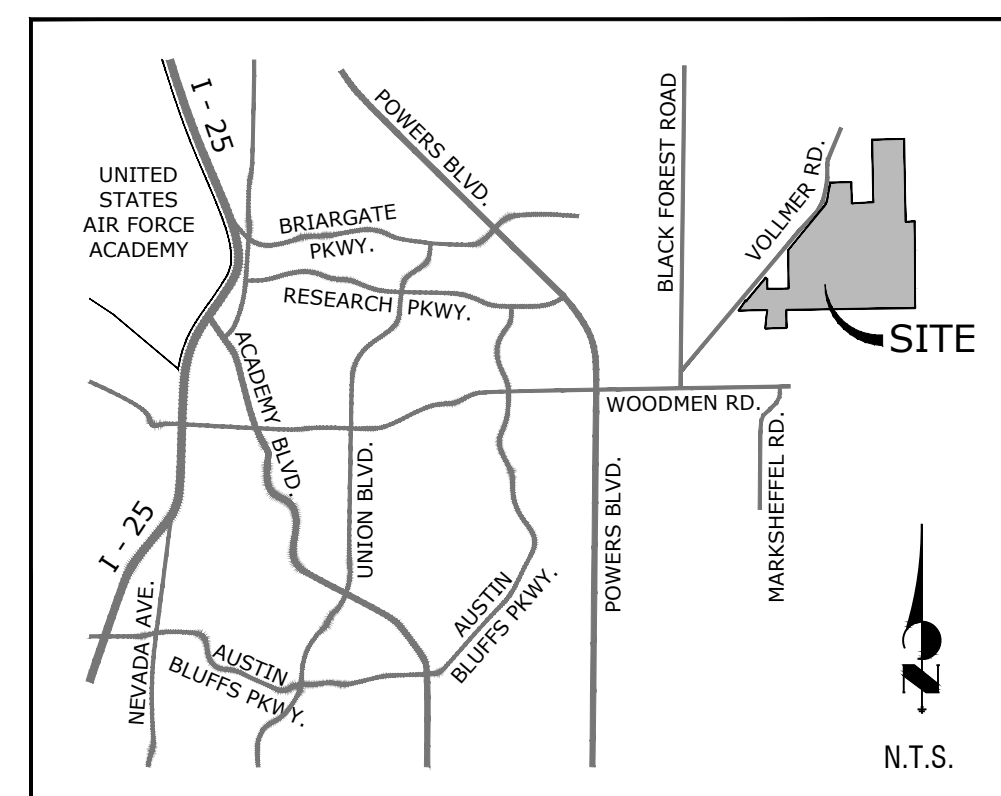 I - 25
POWERS BLVD.
BLACK FOREST ROAD
VOLLMER RD.
UNITED
STATES
AIR FORCE
ACADEMY
BRIARGATE
PKWY.
RESEARCH PKWY.
SITE
ACADEMY BLVD.
WOODMEN RD.
UNION BLVD.
POWERS BLVD.
MARKSHEFFEL RD.
I - 25
NEVADA AVE.
AUSTIN
BLUFFS PKWY.
AUSTIN
BLUFFS PKWY.
N
N.T.S.